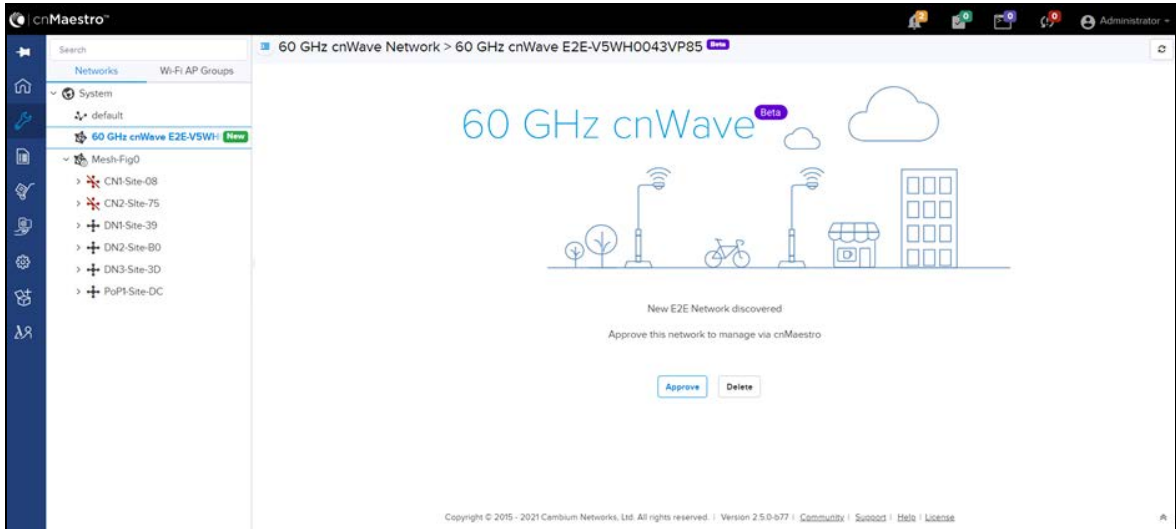 cnMaestro™
2
0
0
0
Administrator
Search
Networks Wi-Fi AP Groups
System
default
60 GHz cnWave E2E-V5WH New
Mesh-Fig0
CN1-Site-08
CN2-Site-75
DN1-Site-39
DN2-Site-B0
DN3-Site-3D
PoP1-Site-DC
60 GHz cnWave Network > 60 GHz cnWave E2E-V5WH0043VP85 Beta
60 GHz cnWave Beta
New E2E Network discovered
Approve this network to manage via cnMaestro
Approve Delete
Copyright © 2015 - 2021 Cambium Networks, Ltd. All rights reserved. | Version 2.5.0-b77 | Community | Support | Help | License